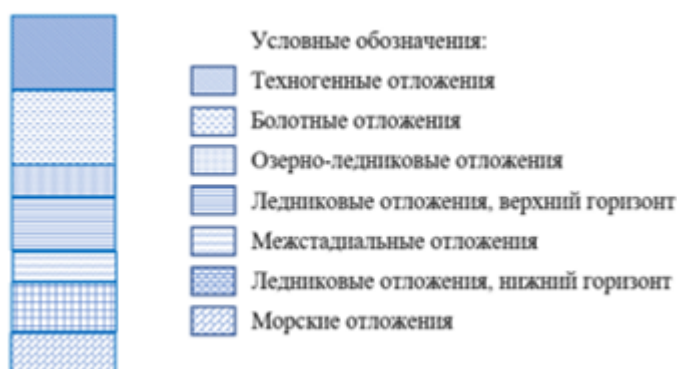 Условные обозначения:
Техногенные отложения
Болотные отложения
Озерно-ледниковые отложения
Ледниковые отложения, верхний горизонт
Межстадиальные отложения
Ледниковые отложения, нижний горизонт
Морские отложения